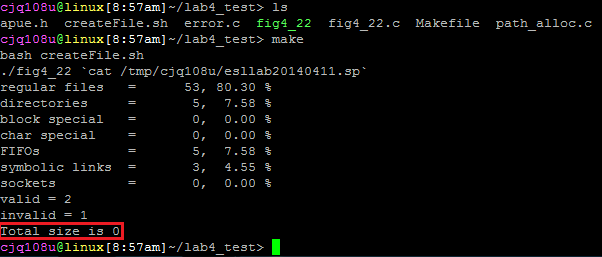 cjq108u@linux[8:57am]~/lab4_test> ls
apue.h createFile.sh error.c fig4_22 fig4_22.c Makefile path_alloc.c
cjq108u@linux[8:57am]~/lab4_test> make
bash createFile.sh
./fig4_22 `cat /tmp/cjq108u/esllab20140411.sp`
regular files = 53, 80.30 %
directories = 5, 7.58 %
block special = 0, 0.00 %
char special = 0, 0.00 %
FIFOs = 5, 7.58 %
symbolic links = 3, 4.55 %
sockets = 0, 0.00 %
valid = 2
invalid = 1
Total size is 0
cjq108u@linux[8:57am]~/lab4_test>